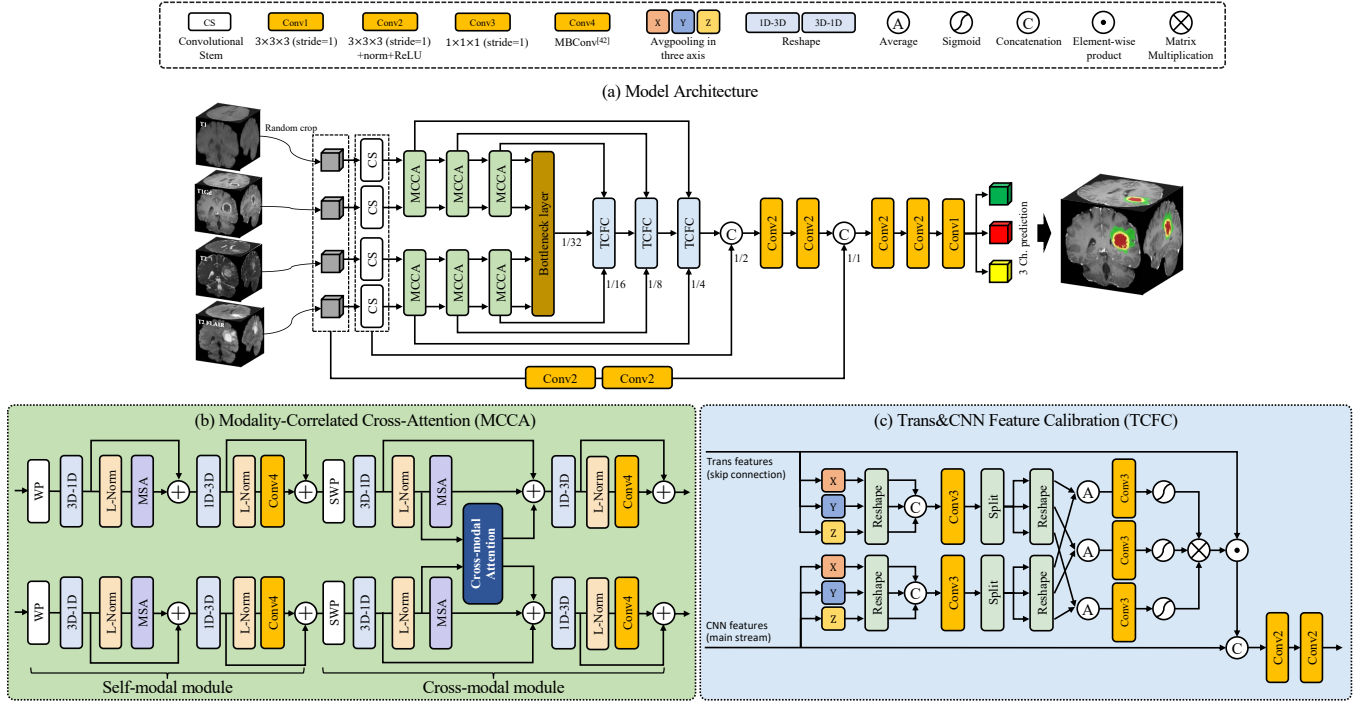 CS
Conv1
Conv2
Conv3
Conv4
X
Y
Z
1D-3D
3D-1D
A
C
Convolutional
Stem
3×3×3 (stride=1)
3×3×3 (stride=1)
+norm+ReLU
1×1×1 (stride=1)
MBConv[42]
Avgpooling in
three axis
Reshape
Average
Sigmoid
Concatenation
Element-wise
product
Matrix
Multiplication
(a) Model Architecture
T1
Random crop
T1Gd
T2
T2 FLAIR
CS
CS
CS
CS
MCCA
MCCA
MCCA
MCCA
MCCA
MCCA
Bottleneck layer
1/32
TCFC
TCFC
TCFC
1/16
1/8
1/4
C
1/2
Conv2
Conv2
C
1/1
Conv2
Conv2
Conv1
3 Ch. prediction
Conv2
Conv2
(b) Modality-Correlated Cross-Attention (MCCA)
WP
3D-1D
L-Norm
MSA
1D-3D
L-Norm
Conv4
SWP
3D-1D
L-Norm
MSA
1D-3D
L-Norm
Conv4
Cross-modal
Attention
WP
3D-1D
L-Norm
MSA
1D-3D
L-Norm
Conv4
SWP
3D-1D
L-Norm
MSA
1D-3D
L-Norm
Conv4
Self-modal module
Cross-modal module
(c) Trans&CNN Feature Calibration (TCFC)
Trans features
(skip connection)
X
Y
Z
Reshape
C
Conv3
Split
Reshape
A
Conv3
A
Conv3
A
Conv3
X
Y
Z
Reshape
C
Conv3
Split
Reshape
CNN features
(main stream)
C
Conv2
Conv2